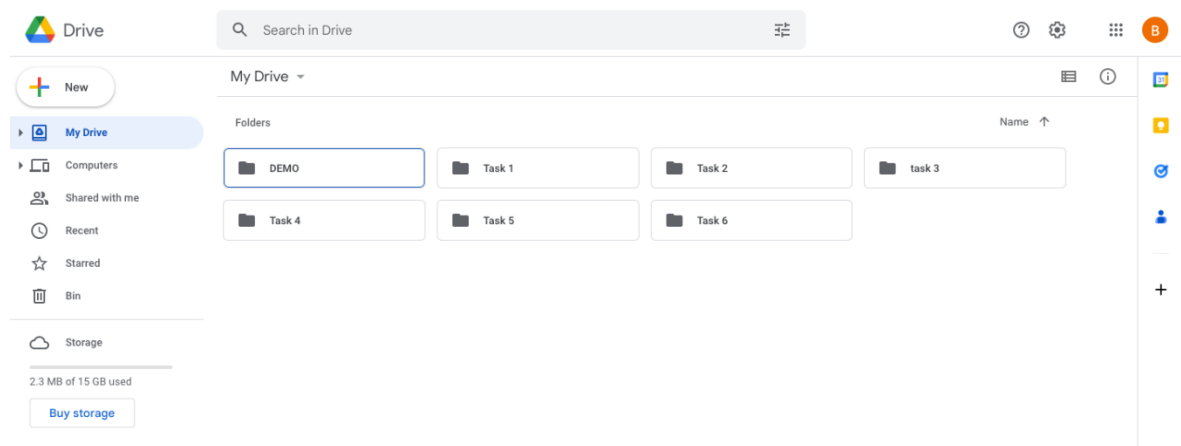 Drive
Search in Drive
B
New
My Drive
Computers
Shared with me
Recent
Starred
Bin
Storage
2.3 MB of 15 GB used
Buy storage
My Drive
Folders
Name
DEMO
Task 1
Task 2
task 3
Task 4
Task 5
Task 6
31